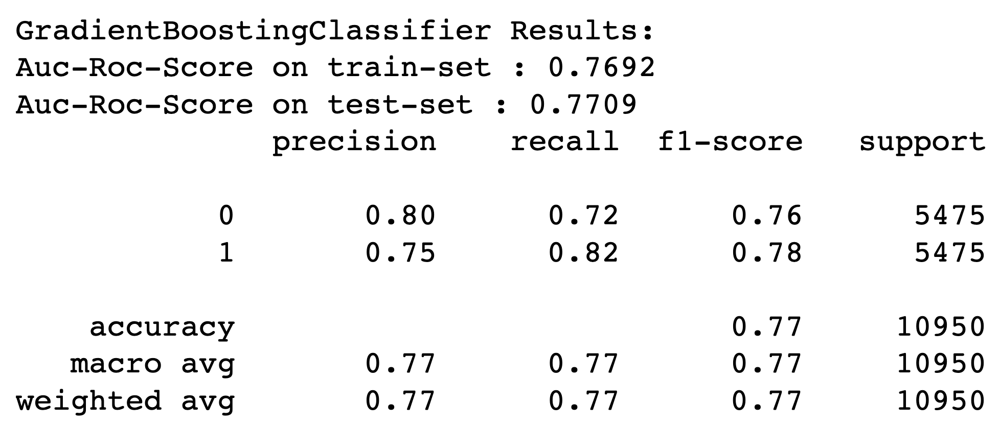 GradientBoostingClassifier Results:
Auc-Roc-Score on train-set : 0.7692
Auc-Roc-Score on test-set : 0.7709
precision recall f1-score support
0 0.80 0.72 0.76 5475
1 0.75 0.82 0.78 5475
accuracy 0.77 10950
macro avg 0.77 0.77 0.77 10950
weighted avg 0.77 0.77 0.77 10950